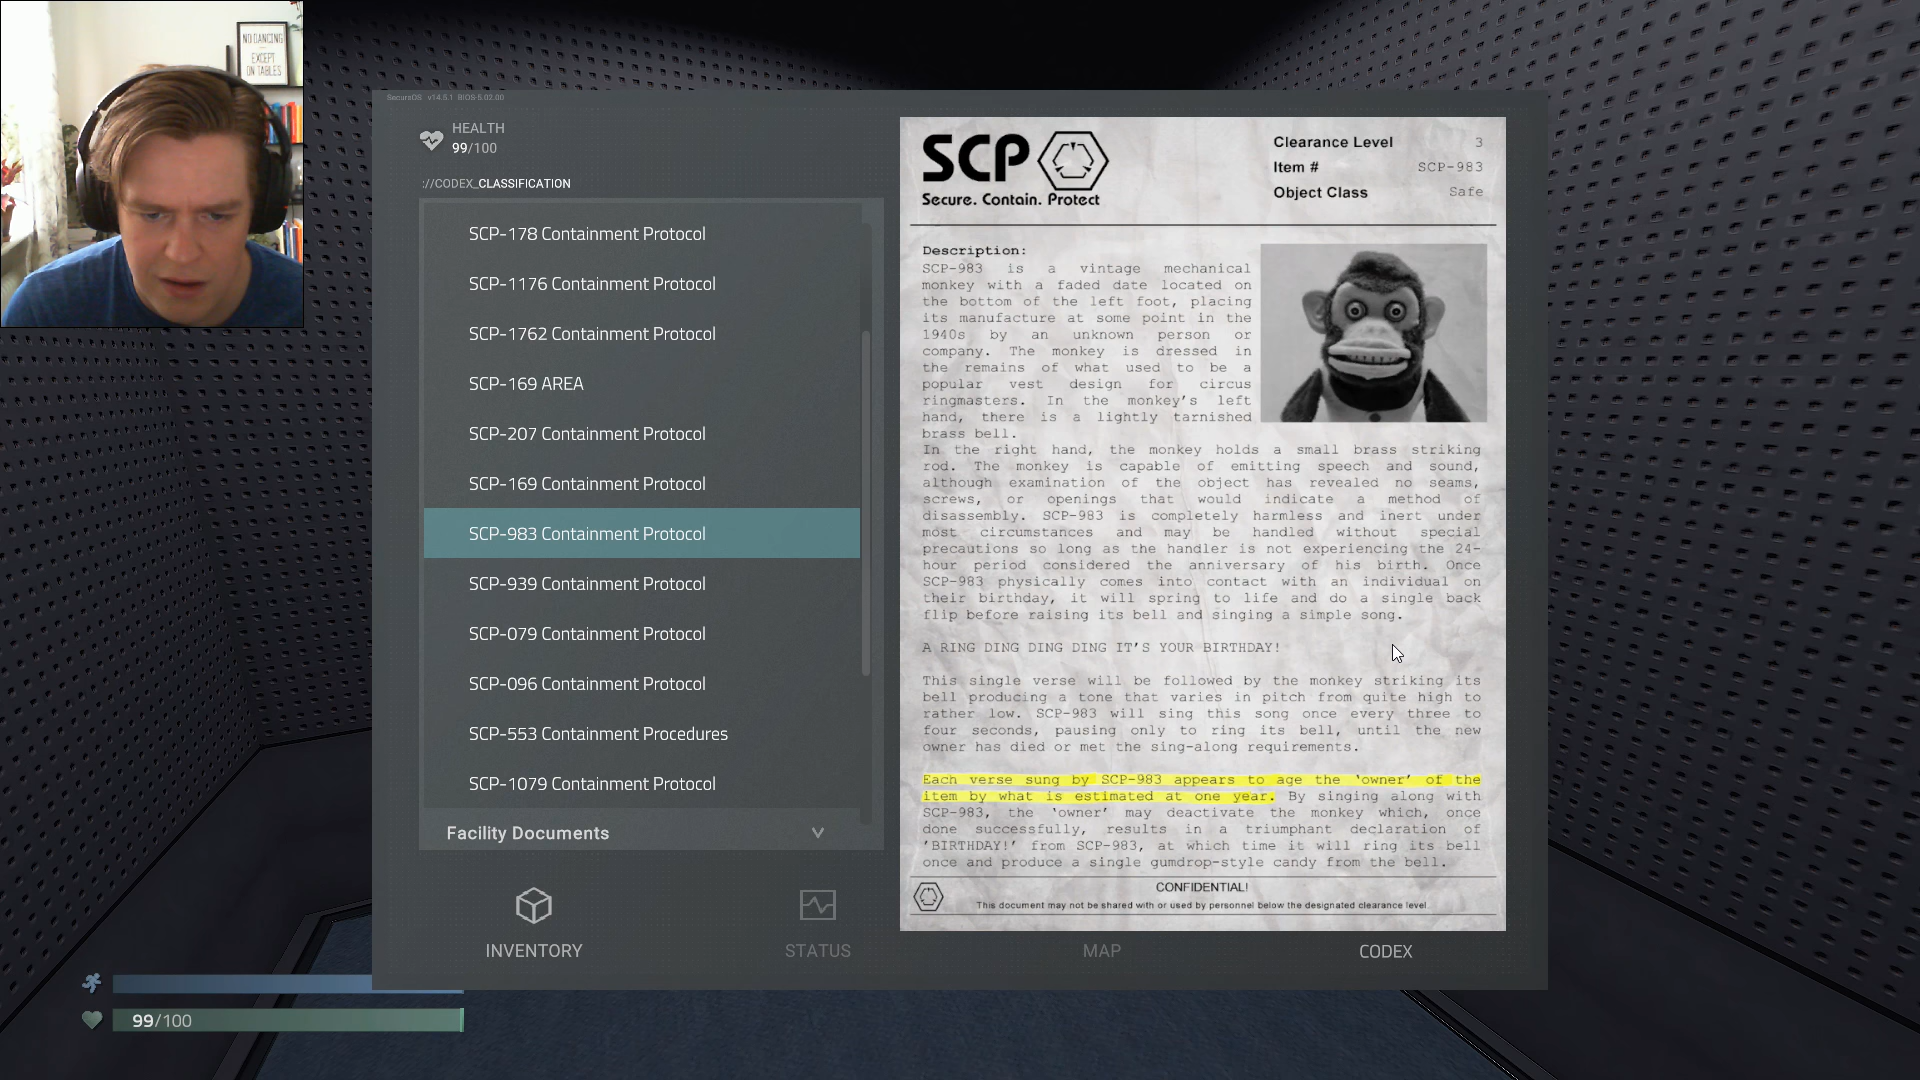 NO DANCING
EXCEPT
ON TABLES
SecuraOS v14.5.1 BIOS-5.02.00
HEALTH
99/100
://CODEX_CLASSIFICATION
SCP-178 Containment Protocol
SCP-1176 Containment Protocol
SCP-1762 Containment Protocol
SCP-169 AREA
SCP-207 Containment Protocol
SCP-169 Containment Protocol
SCP-983 Containment Protocol
SCP-939 Containment Protocol
SCP-079 Containment Protocol
SCP-096 Containment Protocol
SCP-553 Containment Procedures
SCP-1079 Containment Protocol
Facility Documents
INVENTORY
STATUS
MAP
CODEX
99/100
SCP
Secure. Contain. Protect
Clearance Level 3
Item # SCP-983
Object Class Safe
Description:
SCP-983 is a vintage mechanical
monkey with a faded date located on
the bottom of the left foot, placing
its manufacture at some point in the
1940s by an unknown person or
company. The monkey is dressed in
the remains of what used to be a
popular vest design for circus
ringmasters. In the monkey's left
hand, there is a lightly tarnished
brass bell.
In the right hand, the monkey holds a small brass striking
rod. The monkey is capable of emitting speech and sound,
although examination of the object has revealed no seams,
screws, or openings that would indicate a method of
disassembly. SCP-983 is completely harmless and inert under
most circumstances and may be handled without special
precautions so long as the handler is not experiencing the 24-
hour period considered the anniversary of his birth. Once
SCP-983 physically comes into contact with an individual on
their birthday, it will spring to life and do a single back
flip before raising its bell and singing a simple song.
A RING DING DING DING IT'S YOUR BIRTHDAY!
This single verse will be followed by the monkey striking its
bell producing a tone that varies in pitch from quite high to
rather low. SCP-983 will sing this song once every three to
four seconds, pausing only to ring its bell, until the new
owner has died or met the sing-along requirements.
Each verse sung by SCP-983 appears to age the 'owner' of the
item by what is estimated at one year. By singing along with
SCP-983, the 'owner' may deactivate the monkey which, once
done successfully, results in a triumphant declaration of
'BIRTHDAY!' from SCP-983, at which time it will ring its bell
once and produce a single gumdrop-style candy from the bell.
CONFIDENTIAL!
This document may not be shared with or used by personnel below the designated clearance level.